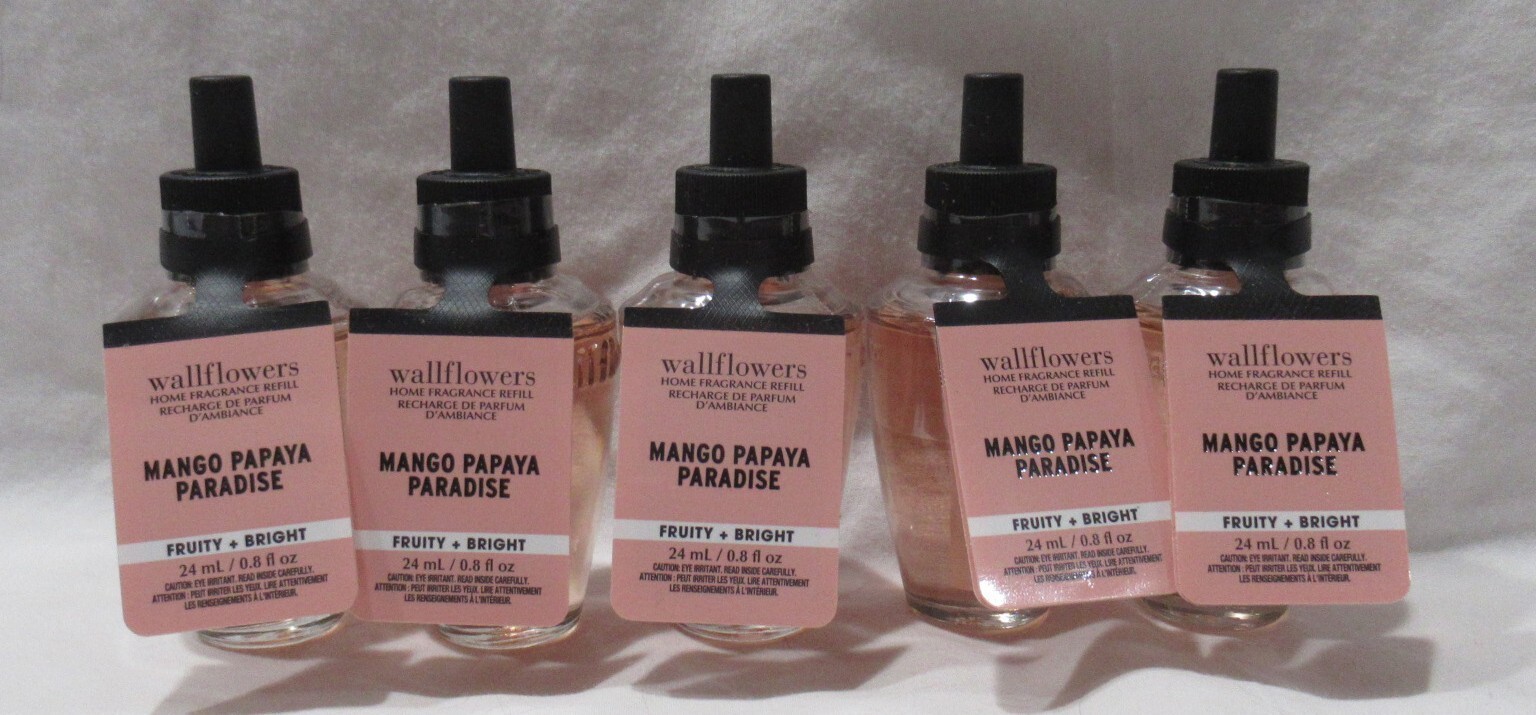 wallflowers
HOME FRAGRANCE REFILL
RECHARGE DE PARFUM
D'AMBIANCE
MANGO PAPAYA
PARADISE
FRUITY + BRIGHT
24 mL / 0.8 fl oz
CAUTION: EYE IRRITANT. READ INSIDE CAREFULLY.
ATTENTION : PEUT IRRITER LES YEUX. LIRE ATTENTIVEMENT
LES RENSEIGNEMENTS À L'INTÉRIEUR.
wallflowers
HOME FRAGRANCE REFILL
RECHARGE DE PARFUM
D'AMBIANCE
MANGO PAPAYA
PARADISE
FRUITY + BRIGHT
24 mL / 0.8 fl oz
CAUTION: EYE IRRITANT. READ INSIDE CAREFULLY.
ATTENTION : PEUT IRRITER LES YEUX. LIRE ATTENTIVEMENT
LES RENSEIGNEMENTS À L'INTÉRIEUR.
wallflowers
HOME FRAGRANCE REFILL
RECHARGE DE PARFUM
D'AMBIANCE
MANGO PAPAYA
PARADISE
FRUITY + BRIGHT
24 mL / 0.8 fl oz
CAUTION: EYE IRRITANT. READ INSIDE CAREFULLY.
ATTENTION : PEUT IRRITER LES YEUX. LIRE ATTENTIVEMENT
LES RENSEIGNEMENTS À L'INTÉRIEUR.
wallflowers
HOME FRAGRANCE REFILL
RECHARGE DE PARFUM
D'AMBIANCE
MANGO PAPAYA
PARADISE
FRUITY + BRIGHT
24 mL / 0.8 fl oz
CAUTION: EYE IRRITANT. READ INSIDE CAREFULLY.
ATTENTION : PEUT IRRITER LES YEUX. LIRE ATTENTIVEMENT
LES RENSEIGNEMENTS À L'INTÉRIEUR.
wallflowers
HOME FRAGRANCE REFILL
RECHARGE DE PARFUM
D'AMBIANCE
MANGO PAPAYA
PARADISE
FRUITY + BRIGHT
24 mL / 0.8 fl oz
CAUTION: EYE IRRITANT. READ INSIDE CAREFULLY.
ATTENTION : PEUT IRRITER LES YEUX. LIRE ATTENTIVEMENT
LES RENSEIGNEMENTS À L'INTÉRIEUR.